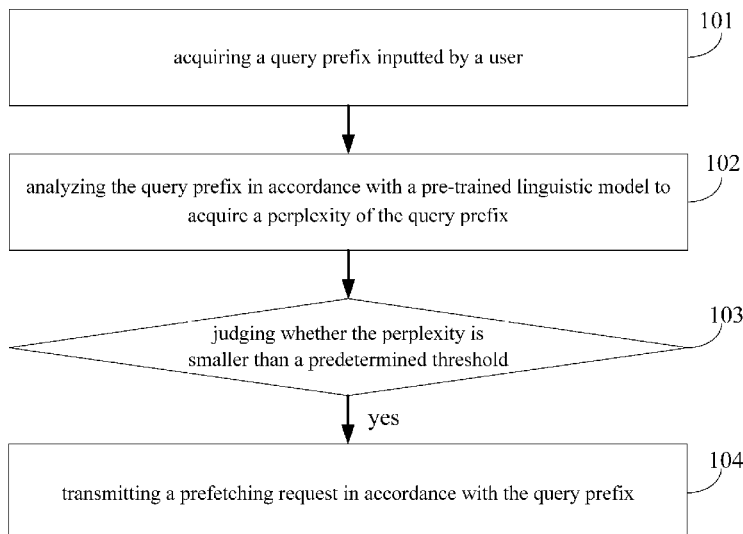 101
acquiring a query prefix inputted by a user
102
analyzing the query prefix in accordance with a pre-trained linguistic model to
acquire a perplexity of the query prefix
103
judging whether the perplexity is
smaller than a predetermined threshold
yes
104
transmitting a prefetching request in accordance with the query prefix